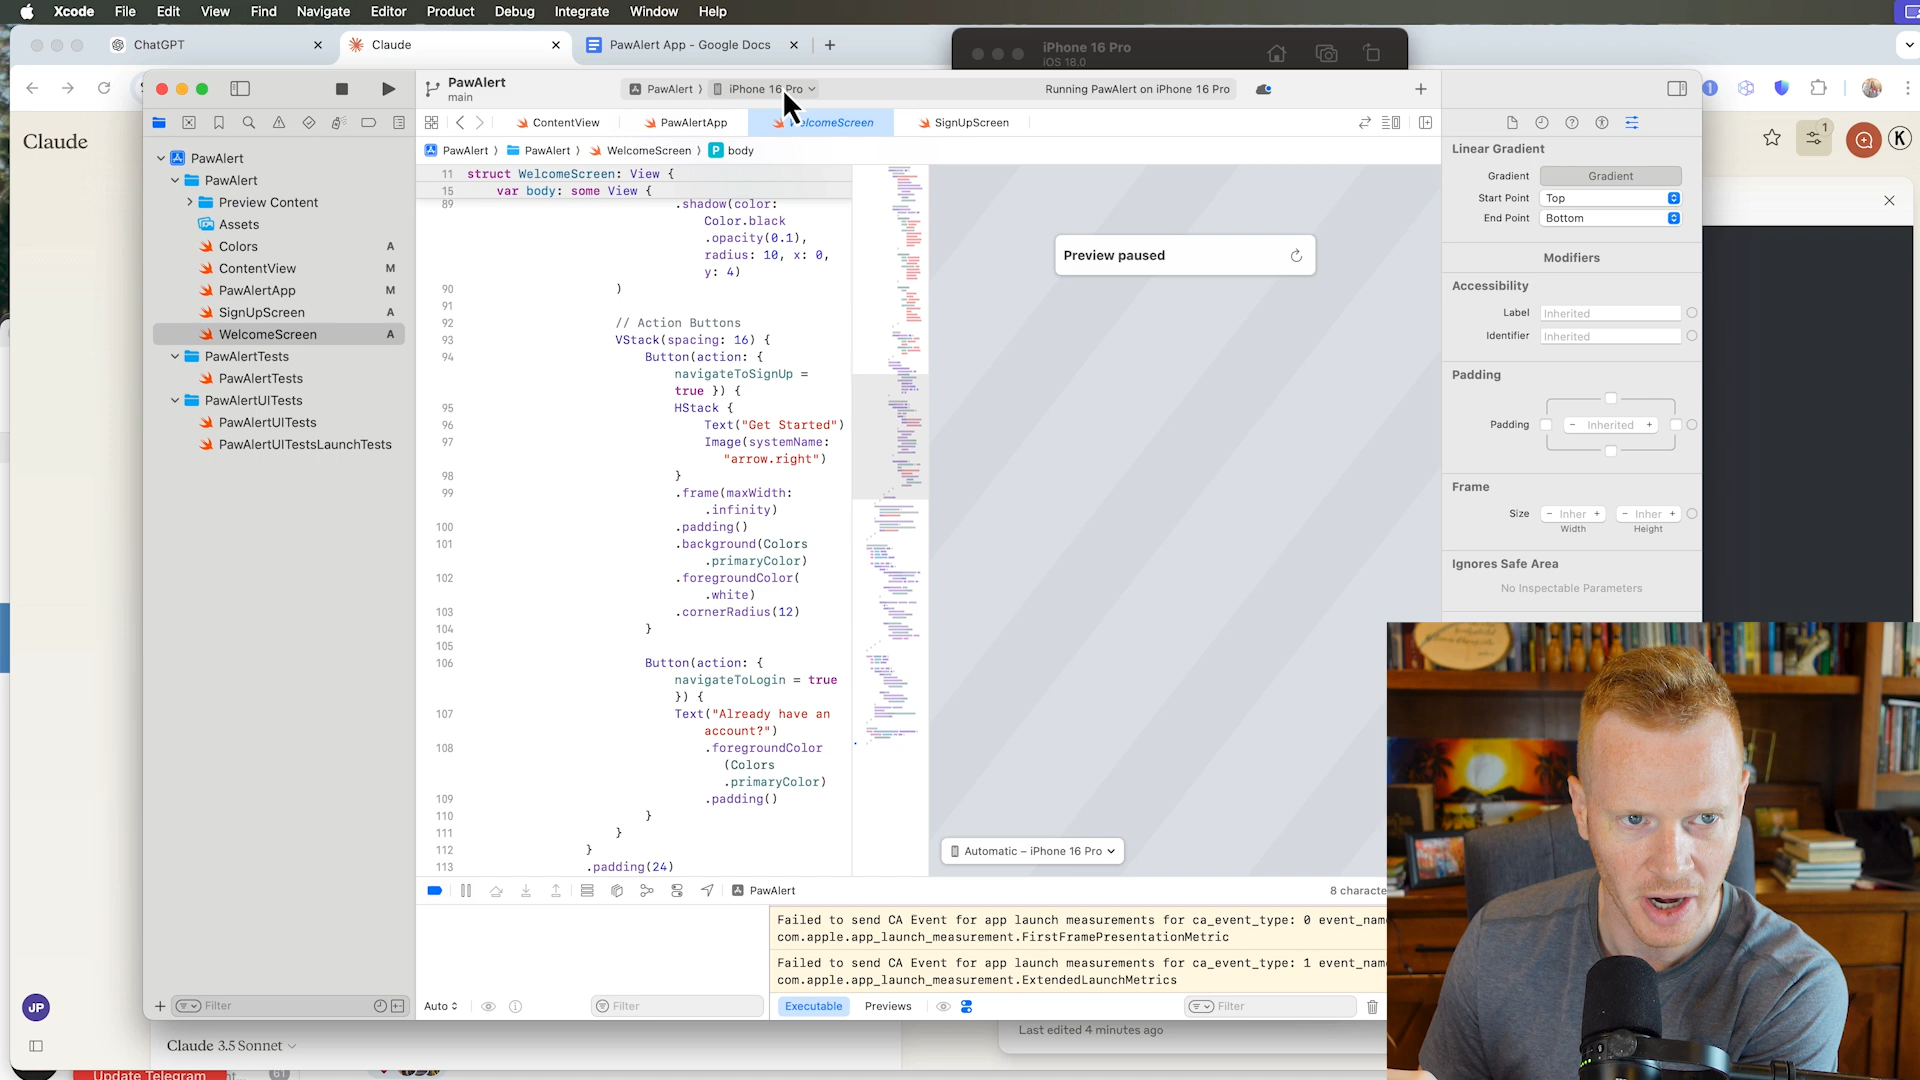 Xcode File Edit View Find Navigate Editor Product Debug Integrate Window Help
ChatGPT
Claude
PawAlert App - Google Docs
iPhone 16 Pro
iOS 18.0
Claude
PawAlert
main
PawAlert
iPhone 16 Pro
Running PawAlert on iPhone 16 Pro
ContentView
PawAlertApp
WelcomeScreen
SignUpScreen
PawAlert
PawAlert
WelcomeScreen
P body
PawAlert
PawAlert
Preview Content
Assets
Colors A
ContentView M
PawAlertApp M
SignUpScreen A
WelcomeScreen A
PawAlertTests
PawAlertTests
PawAlertUITests
PawAlertUITests
PawAlertUITestsLaunchTests
11 struct WelcomeScreen: View {
15 var body: some View {
89 .shadow(color:
Color.black
.opacity(0.1),
radius: 10, x: 0,
y: 4)
90 )
91
92 // Action Buttons
93 VStack(spacing: 16) {
94 Button(action: {
navigateToSignUp =
true }) {
95 HStack {
96 Text("Get Started")
97 Image(systemName:
"arrow.right")
98 }
99 .frame(maxWidth:
.infinity)
100 .padding()
101 .background(Colors
.primaryColor)
102 .foregroundColor(
.white)
103 .cornerRadius(12)
104 }
105
106 Button(action: {
navigateToLogin = true
}) {
107 Text("Already have an
account?")
108 .foregroundColor
(Colors
.primaryColor)
109 .padding()
110 }
111 }
112 }
113 .padding(24)
Preview paused
Automatic – iPhone 16 Pro
Linear Gradient
Gradient Gradient
Start Point Top
End Point Bottom
Modifiers
Accessibility
Label Inherited
Identifier Inherited
Padding
Padding - Inherited +
Frame
Size - Inher + - Inher +
Width Height
Ignores Safe Area
No Inspectable Parameters
1
K
PawAlert
8 characte
Failed to send CA Event for app launch measurements for ca_event_type: 0 event_name
com.apple.app_launch_measurement.FirstFramePresentationMetric
Failed to send CA Event for app launch measurements for ca_event_type: 1 event_name
com.apple.app_launch_measurement.ExtendedLaunchMetrics
Filter
Auto
Filter
Executable
Previews
Filter
JP
Last edited 4 minutes ago
Claude 3.5 Sonnet
Update Telegram
61